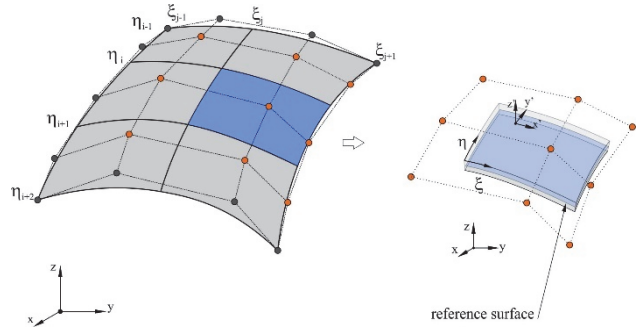 η_{i-1} ξ_{j-1} ξ_j
η_i ξ_{j+1}
η_{i+1}
η_{i+2}
z
x y
z' y'
x'
η
ξ
z
x y
reference surface